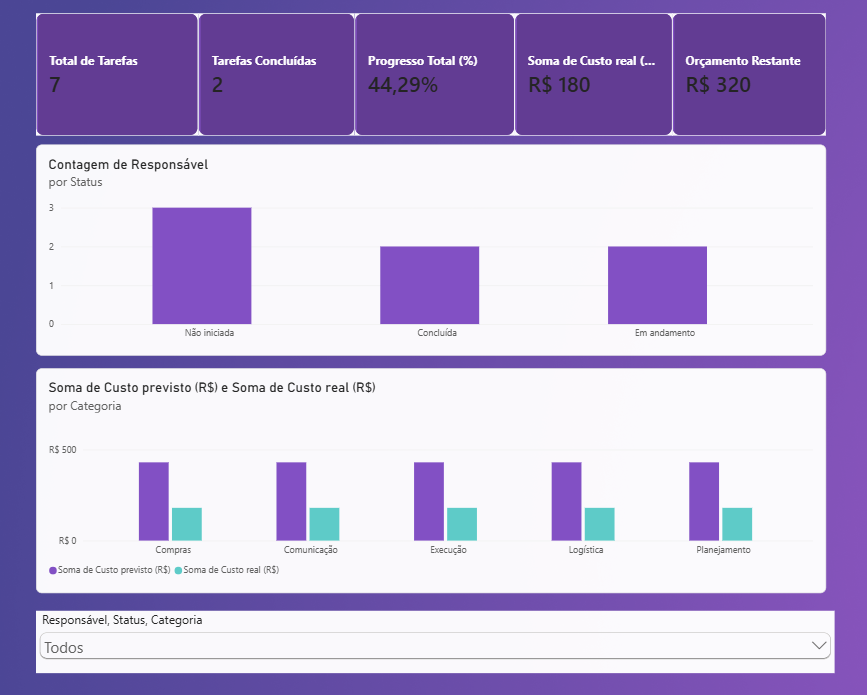 Total de Tarefas
7
Tarefas Concluídas
2
Progresso Total (%)
44,29%
Soma de Custo real (...
R$ 180
Orçamento Restante
R$ 320
Contagem de Responsável
por Status
3
2
1
0
Não iniciada
Concluída
Em andamento
Soma de Custo previsto (R$) e Soma de Custo real (R$)
por Categoria
R$ 500
R$ 0
Compras
Comunicação
Execução
Logística
Planejamento
Soma de Custo previsto (R$)
Soma de Custo real (R$)
Responsável, Status, Categoria
Todos